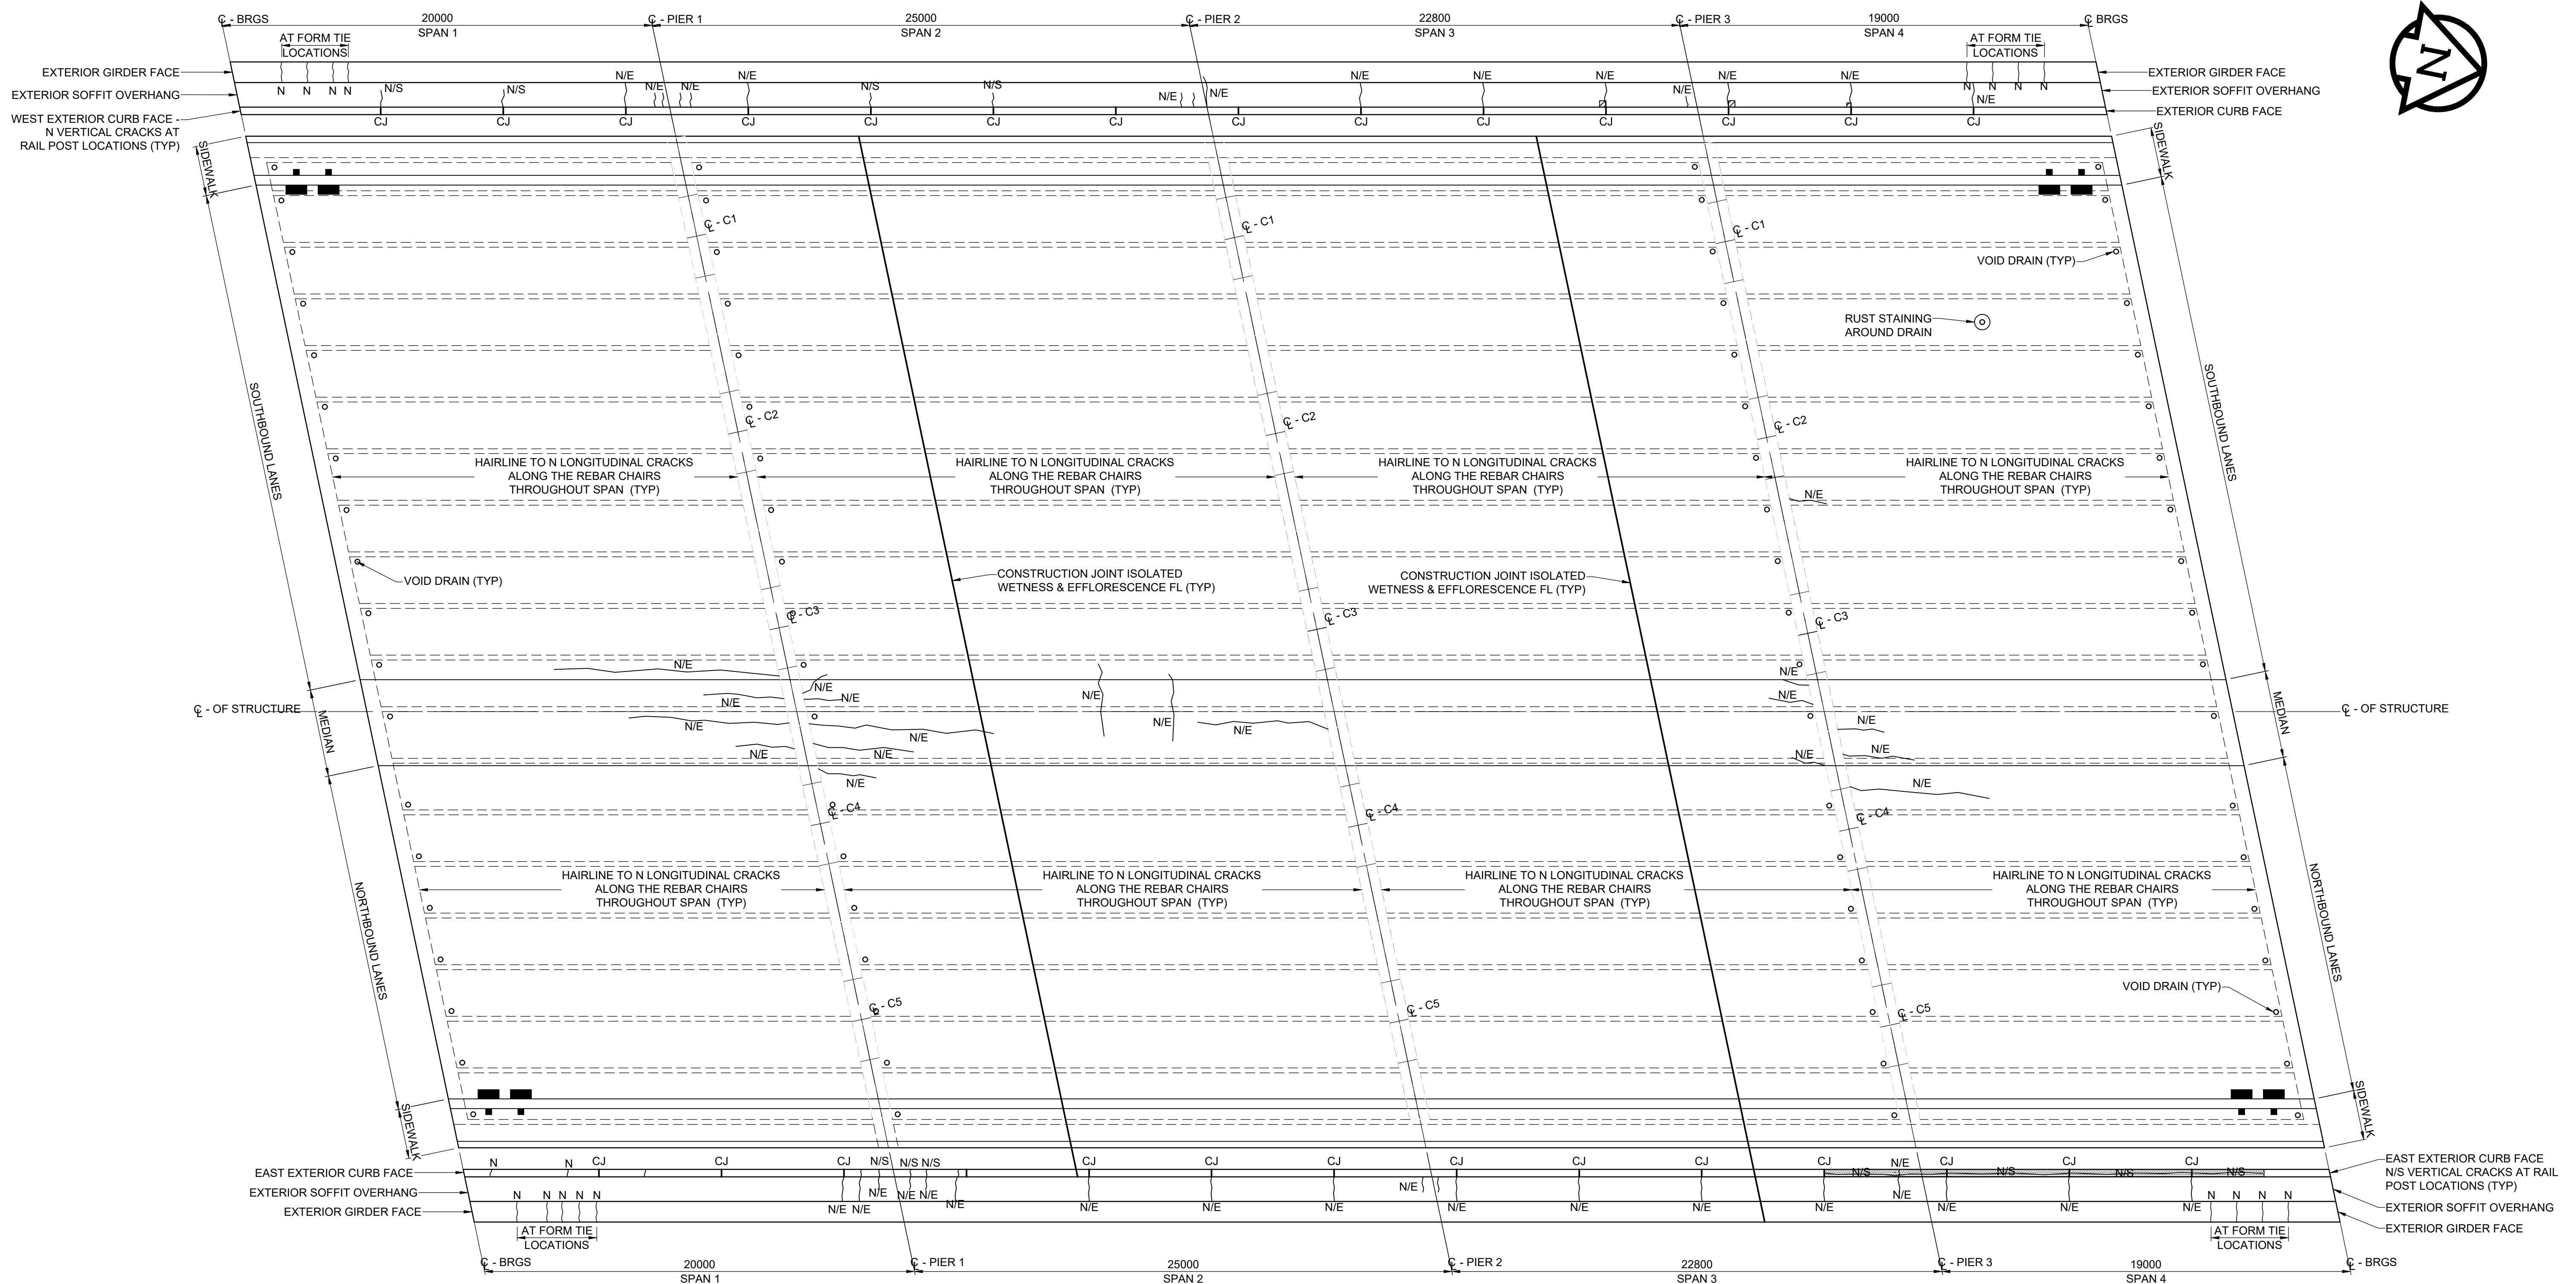 ℄ - BRGS 20000 ℄ - PIER 1 25000 ℄ - PIER 2 22800 ℄ - PIER 3 19000 ℄ BRGS
SPAN 1 SPAN 2 SPAN 3 SPAN 4
N
AT FORM TIE
LOCATIONS
AT FORM TIE
LOCATIONS
EXTERIOR GIRDER FACE
EXTERIOR SOFFIT OVERHANG
WEST EXTERIOR CURB FACE -
N VERTICAL CRACKS AT
RAIL POST LOCATIONS (TYP)
EXTERIOR GIRDER FACE
EXTERIOR SOFFIT OVERHANG
EXTERIOR CURB FACE
N N N N N/S N/S N/E N/E N/E N/E N/S N/S N/E N/E N/E N/E N/E N/E N/E N/E N N N N N/E
CJ CJ CJ CJ CJ CJ CJ CJ CJ CJ CJ CJ CJ CJ
SIDEWALK
SIDEWALK
℄ - C1 ℄ - C1 ℄ - C1
VOID DRAIN (TYP)
RUST STAINING
AROUND DRAIN
SOUTHBOUND LANES
SOUTHBOUND LANES
℄ - C2 ℄ - C2 ℄ - C2
HAIRLINE TO N LONGITUDINAL CRACKS
ALONG THE REBAR CHAIRS
THROUGHOUT SPAN (TYP)
HAIRLINE TO N LONGITUDINAL CRACKS
ALONG THE REBAR CHAIRS
THROUGHOUT SPAN (TYP)
HAIRLINE TO N LONGITUDINAL CRACKS
ALONG THE REBAR CHAIRS
THROUGHOUT SPAN (TYP)
HAIRLINE TO N LONGITUDINAL CRACKS
ALONG THE REBAR CHAIRS
THROUGHOUT SPAN (TYP)
N/E
VOID DRAIN (TYP)
CONSTRUCTION JOINT ISOLATED
WETNESS & EFFLORESCENCE FL (TYP)
CONSTRUCTION JOINT ISOLATED
WETNESS & EFFLORESCENCE FL (TYP)
℄ - C3 ℄ - C3 ℄ - C3
N/E N/E
N/E N/E N/E N/E N/E
℄ - OF STRUCTURE
MEDIAN
N/E N/E N/E N/E N/E
N/E N/E N/E N/E
N/E N/E
℄ - OF STRUCTURE
MEDIAN
℄ - C4 ℄ - C4 ℄ - C4
HAIRLINE TO N LONGITUDINAL CRACKS
ALONG THE REBAR CHAIRS
THROUGHOUT SPAN (TYP)
HAIRLINE TO N LONGITUDINAL CRACKS
ALONG THE REBAR CHAIRS
THROUGHOUT SPAN (TYP)
HAIRLINE TO N LONGITUDINAL CRACKS
ALONG THE REBAR CHAIRS
THROUGHOUT SPAN (TYP)
HAIRLINE TO N LONGITUDINAL CRACKS
ALONG THE REBAR CHAIRS
THROUGHOUT SPAN (TYP)
NORTHBOUND LANES
NORTHBOUND LANES
VOID DRAIN (TYP)
℄ - C5 ℄ - C5 ℄ - C5
SIDEWALK
SIDEWALK
N N CJ CJ CJ N/S N/S N/S CJ CJ CJ CJ CJ CJ CJ N/E CJ CJ CJ
EAST EXTERIOR CURB FACE
N/S N/S N/S N/S
EXTERIOR SOFFIT OVERHANG
N N N N N N/E N/E N/E N/E N/E N/E N N N N
EXTERIOR GIRDER FACE
N/E N/E N/E N/E N/E N/E N/E N/E N/E N/E N/E N/E
EAST EXTERIOR CURB FACE
N/S VERTICAL CRACKS AT RAIL
POST LOCATIONS (TYP)
EXTERIOR SOFFIT OVERHANG
EXTERIOR GIRDER FACE
AT FORM TIE
LOCATIONS
AT FORM TIE
LOCATIONS
℄ - BRGS 20000 ℄ - PIER 1 25000 ℄ - PIER 2 22800 ℄ - PIER 3 19000 ℄ - BRGS
SPAN 1 SPAN 2 SPAN 3 SPAN 4